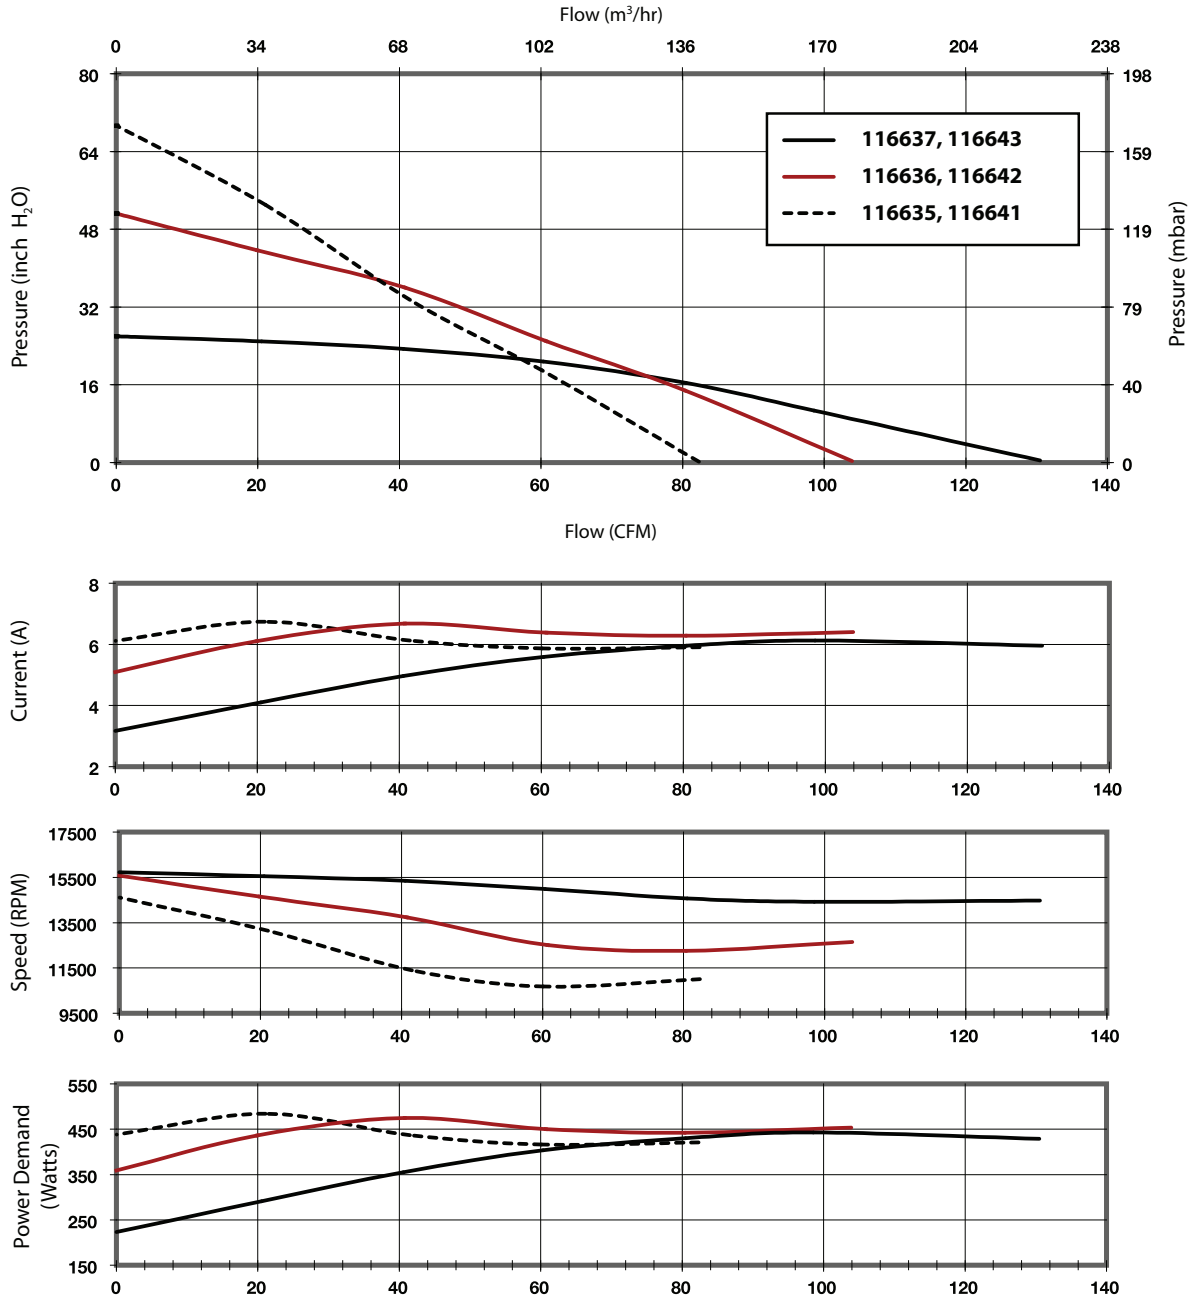 Flow (m³/hr)
0 34 68 102 136 170 204 238
80 198
64 159
48 119
32 79
16 40
0 0
Pressure (inch H₂O)
Pressure (mbar)
116637, 116643
116636, 116642
116635, 116641
0 20 40 60 80 100 120 140
Flow (CFM)
Current (A)
8
6
4
2
0 20 40 60 80 100 120 140
Speed (RPM)
17500
15500
13500
11500
9500
0 20 40 60 80 100 120 140
Power Demand
(Watts)
550
450
350
250
150
0 20 40 60 80 100 120 140